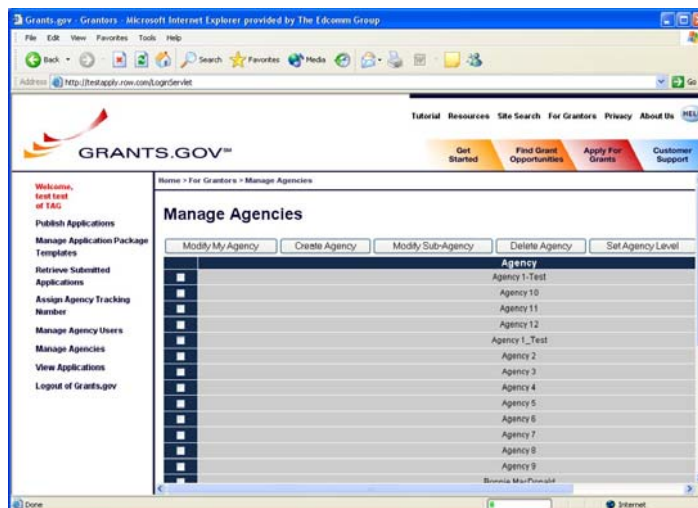 Grants.gov - Grantors - Microsoft Internet Explorer provided by The Edcomm Group
File Edit View Favorites Tools Help
Back Search Favorites Media
Address http://testapply.row.com/LoginServlet Go
Tutorial Resources Site Search For Grantors Privacy About Us HEL
GRANTS.GOV℠
Get Started
Find Grant Opportunities
Apply For Grants
Customer Support
Welcome,
test test
of TAG
Publish Applications
Manage Application Package
Templates
Retrieve Submitted
Applications
Assign Agency Tracking
Number
Manage Agency Users
Manage Agencies
View Applications
Logout of Grants.gov
Home > For Grantors > Manage Agencies
Manage Agencies
Modify My Agency Create Agency Modify Sub-Agency Delete Agency Set Agency Level
Agency
Agency 1-Test
Agency 10
Agency 11
Agency 12
Agency 1_Test
Agency 2
Agency 3
Agency 4
Agency 5
Agency 6
Agency 7
Agency 8
Agency 9
Bonnie MacDonald
Done Internet